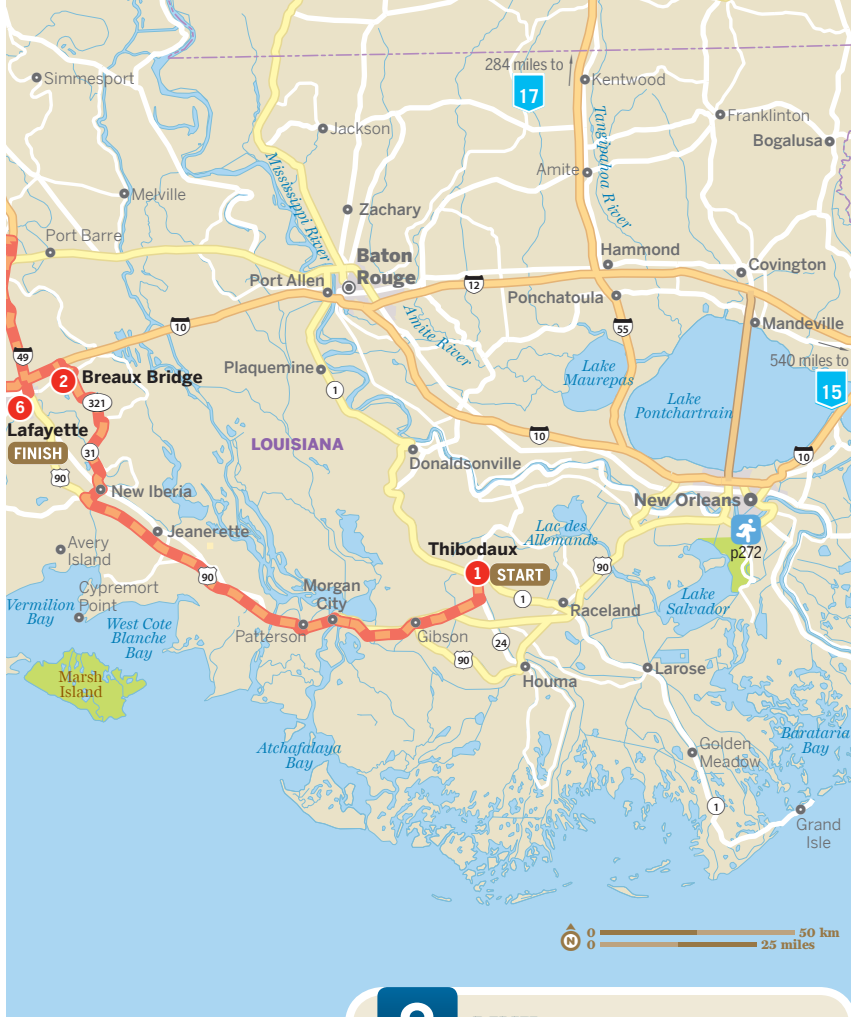 Simmesport
284 miles to
17
Kentwood
Jackson
Franklinton
Bogalusa
Tangipahoa River
Amite
Mississippi River
Melville
Zachary
Port Barre
Baton
Rouge
Hammond
Covington
Port Allen
12
Ponchatoula
10
Amite River
55
Mandeville
49
540 miles to
15
Plaquemine
Lake
Maurepas
2 Breaux Bridge
1
321
Lake
Pontchartrain
6
Lafayette
FINISH
31
LOUISIANA
10
10
Donaldsonville
90
New Iberia
New Orleans
Jeanerette
Lac des
Allemands
p272
Avery
Island
Thibodaux
1 START
90
90
Cypremort
Point
Morgan
City
1
Raceland
Lake
Salvador
Vermilion
Bay
West Cote
Blanche
Bay
Patterson
Gibson
24
90
Houma
Larose
Marsh
Island
Atchafalaya
Bay
Golden
Meadow
Barataria
Bay
1
Grand
Isle
N
0 50 km
0 25 miles